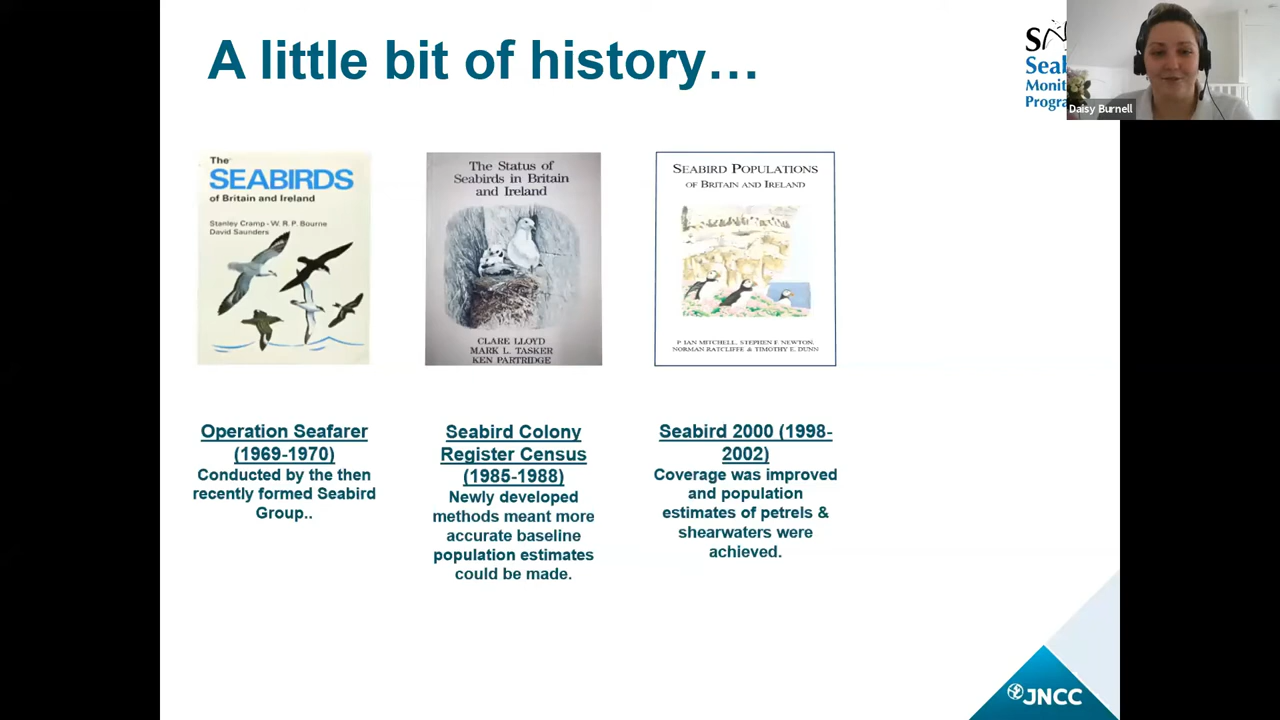 A little bit of history…
Seab
Monit
Progra
Daisy Burnell
The
SEABIRDS
of Britain and Ireland
Stanley Cramp · W. R. P. Bourne
David Saunders
The Status of
Seabirds in Britain
and Ireland
CLARE LLOYD
MARK L. TASKER
KEN PARTRIDGE
SEABIRD POPULATIONS
OF BRITAIN AND IRELAND
P. IAN MITCHELL, STEPHEN F. NEWTON,
NORMAN RATCLIFFE & TIMOTHY E. DUNN
Operation Seafarer
(1969-1970)
Conducted by the then
recently formed Seabird
Group..
Seabird Colony
Register Census
(1985-1988)
Newly developed
methods meant more
accurate baseline
population estimates
could be made.
Seabird 2000 (1998-
2002)
Coverage was improved
and population
estimates of petrels &
shearwaters were
achieved.
JNCC